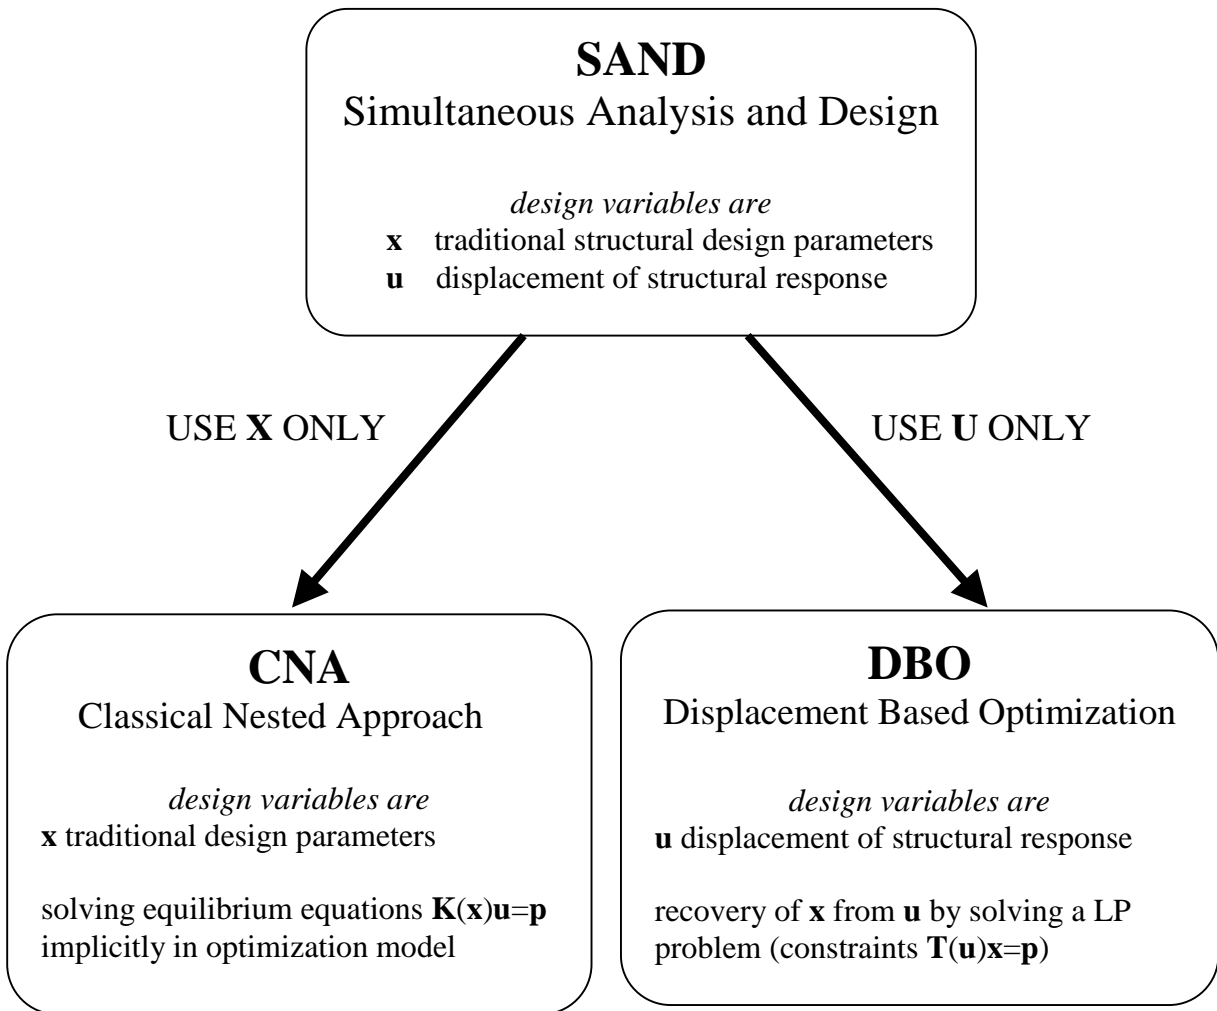 SAND
Simultaneous Analysis and Design
design variables are
x traditional structural design parameters
u displacement of structural response
USE X ONLY
USE U ONLY
CNA
Classical Nested Approach
design variables are
x traditional design parameters
solving equilibrium equations K(x)u=p
implicitly in optimization model
DBO
Displacement Based Optimization
design variables are
u displacement of structural response
recovery of x from u by solving a LP
problem (constraints T(u)x=p)